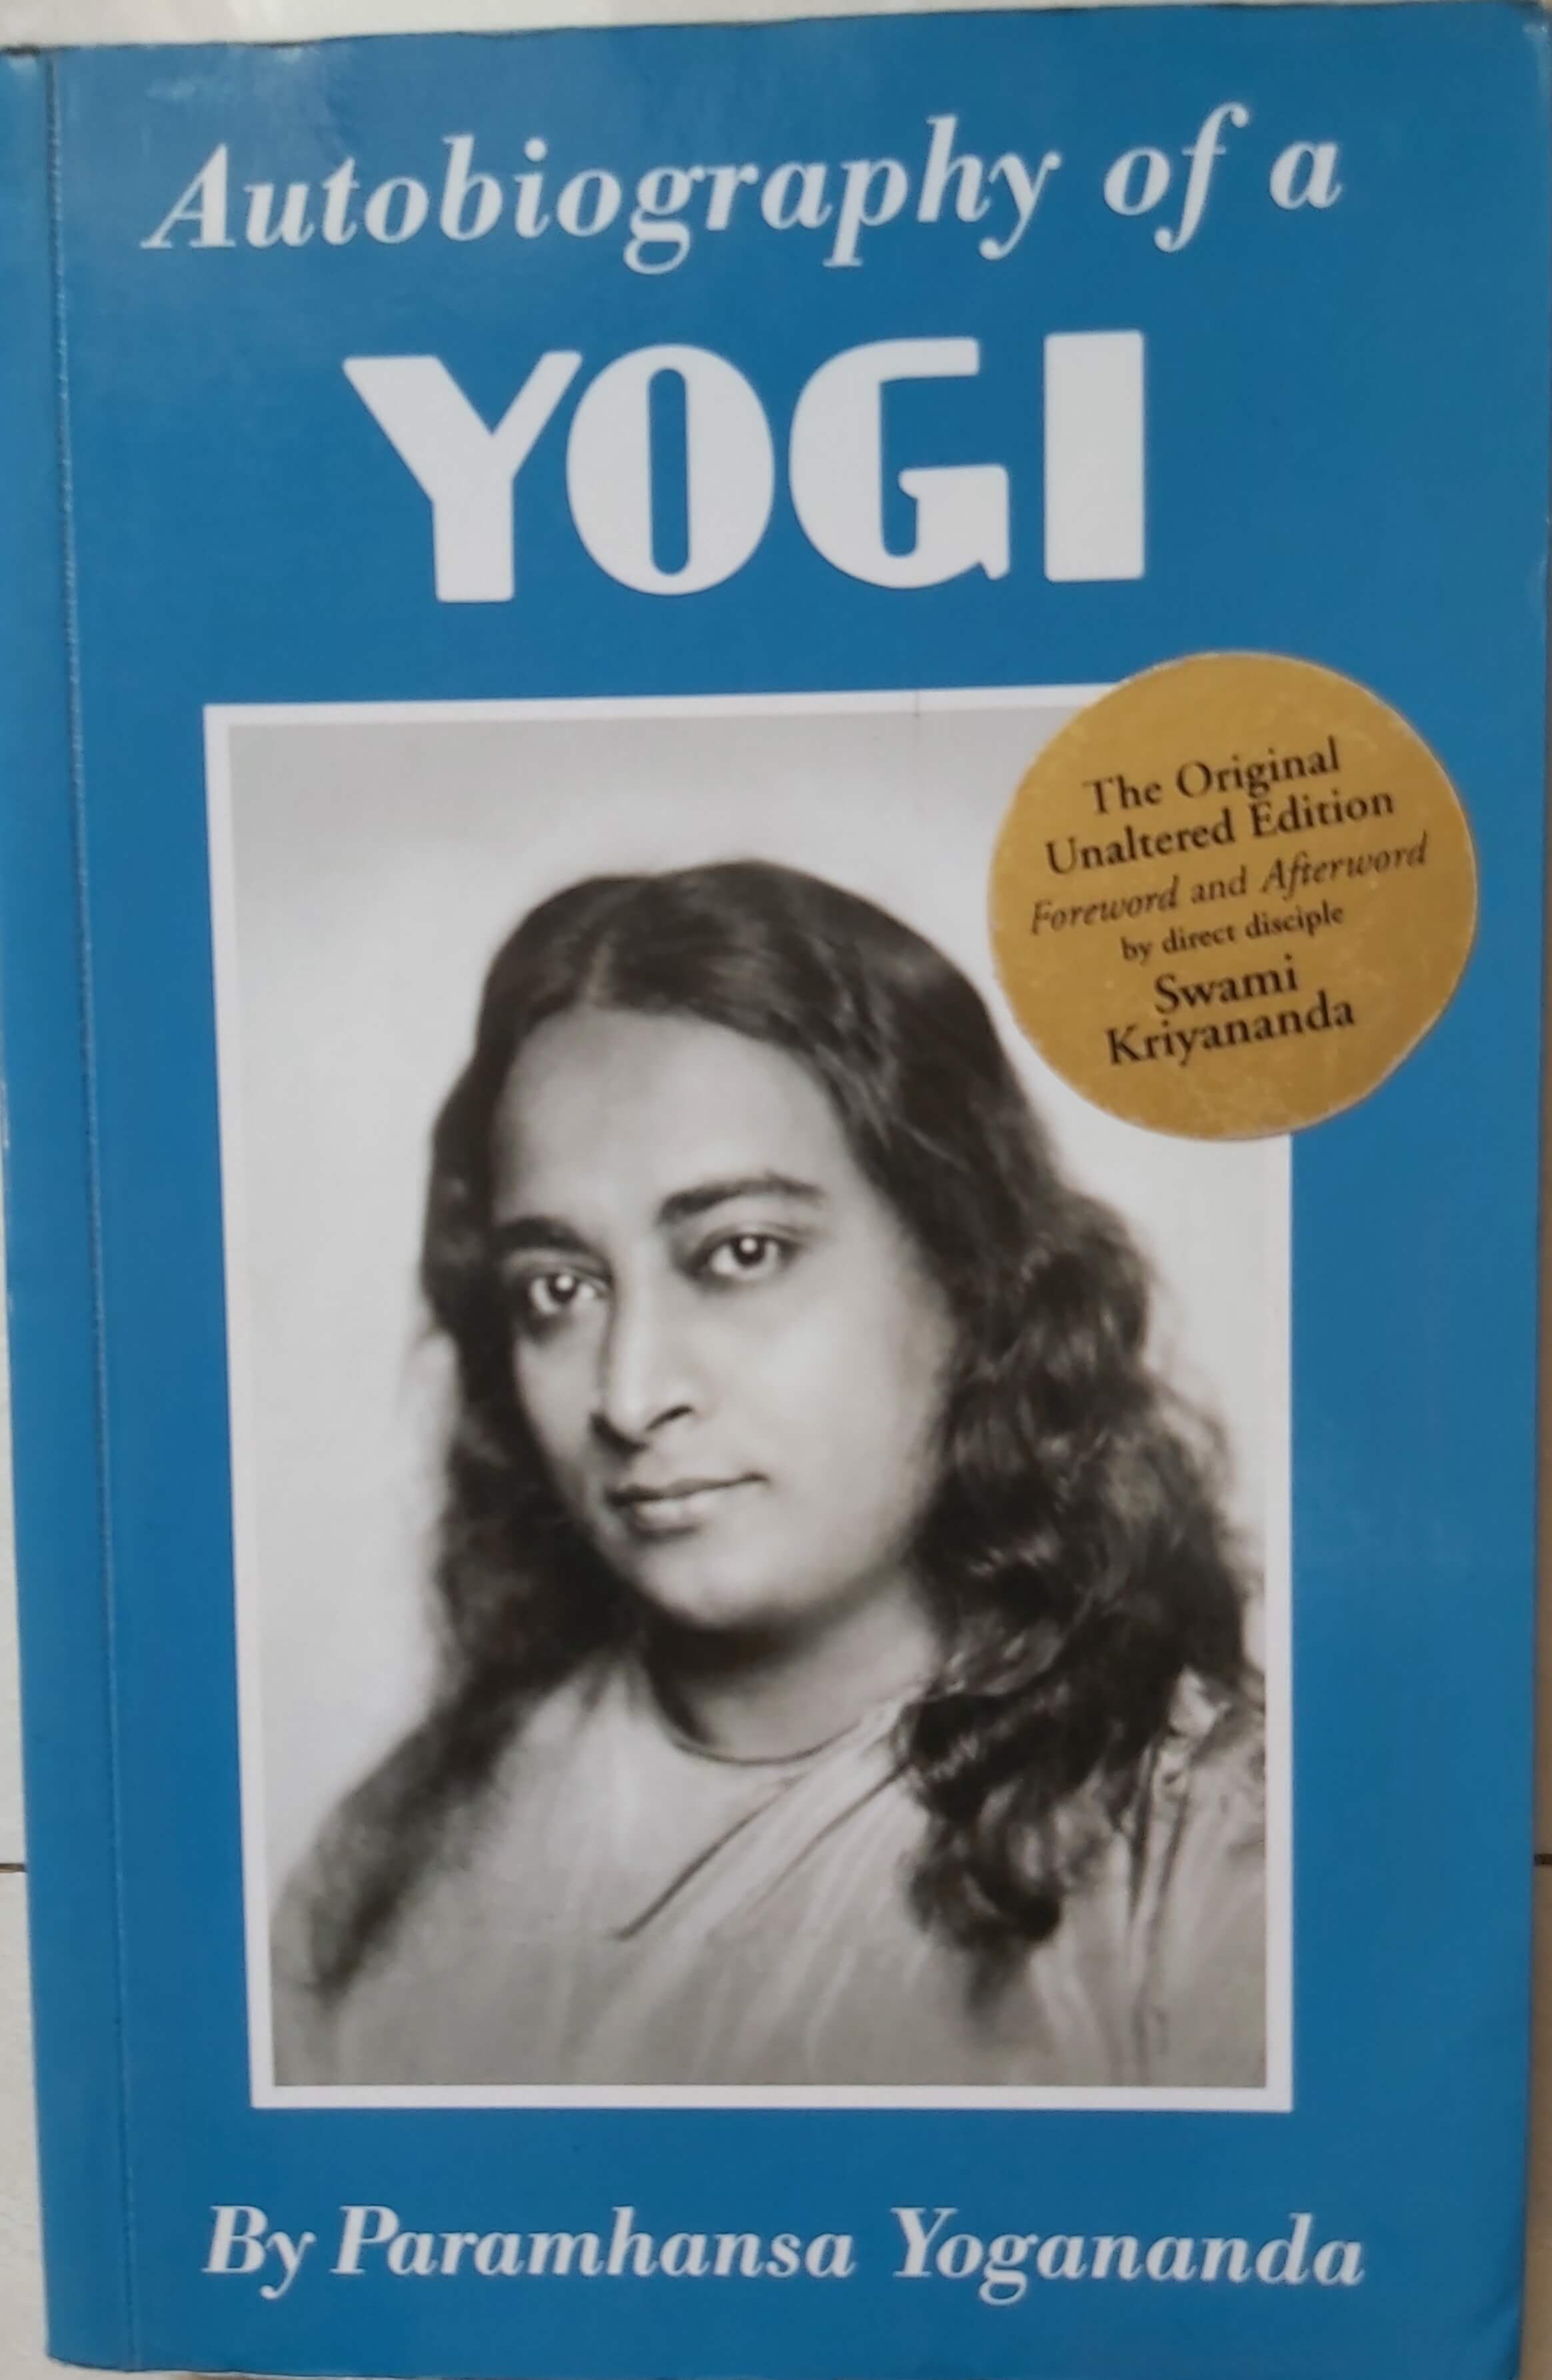 Autobiography of a
YOGI
The Original
Unaltered Edition
Foreword and Afterword
by direct disciple
Swami
Kriyananda
By Paramhansa Yogananda